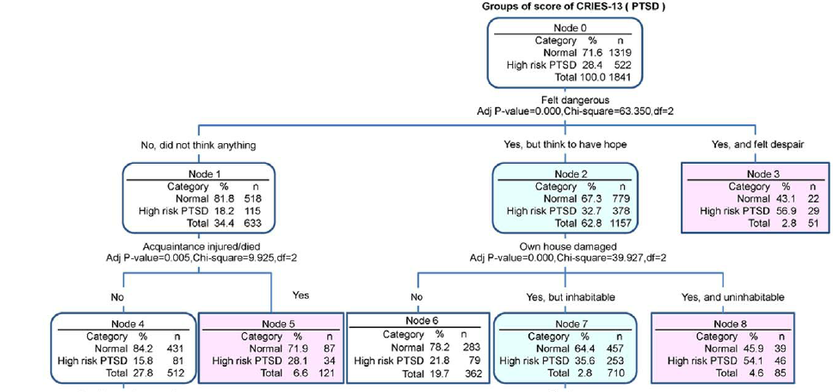 Groups of score of CRIES-13 ( PTSD )
Node 0
Category % n
Normal 71.6 1319
High risk PTSD 28.4 522
Total 100.0 1841
Felt dangerous
Adj P-value=0.000,Chi-square=63.350,df=2
No, did not think anything
Yes, but think to have hope
Yes, and felt despair
Node 1
Category % n
Normal 81.8 518
High risk PTSD 18.2 115
Total 34.4 633
Node 2
Category % n
Normal 67.3 779
High risk PTSD 32.7 378
Total 62.8 1157
Node 3
Category % n
Normal 43.1 22
High risk PTSD 56.9 29
Total 2.8 51
Acquaintance injured/died
Adj P-value=0.005,Chi-square=9.925,df=2
Own house damaged
Adj P-value=0.000,Chi-square=39.927,df=2
No
Yes
No
Yes, but inhabitable
Yes, and uninhabitable
Node 4
Category % n
Normal 84.2 431
High risk PTSD 15.8 81
Total 27.8 512
Node 5
Category % n
Normal 71.9 87
High risk PTSD 28.1 34
Total 6.6 121
Node 6
Category % n
Normal 78.2 283
High risk PTSD 21.8 79
Total 19.7 362
Node 7
Category % n
Normal 64.4 457
High risk PTSD 35.6 253
Total 2.8 710
Node 8
Category % n
Normal 45.9 39
High risk PTSD 54.1 46
Total 4.6 85